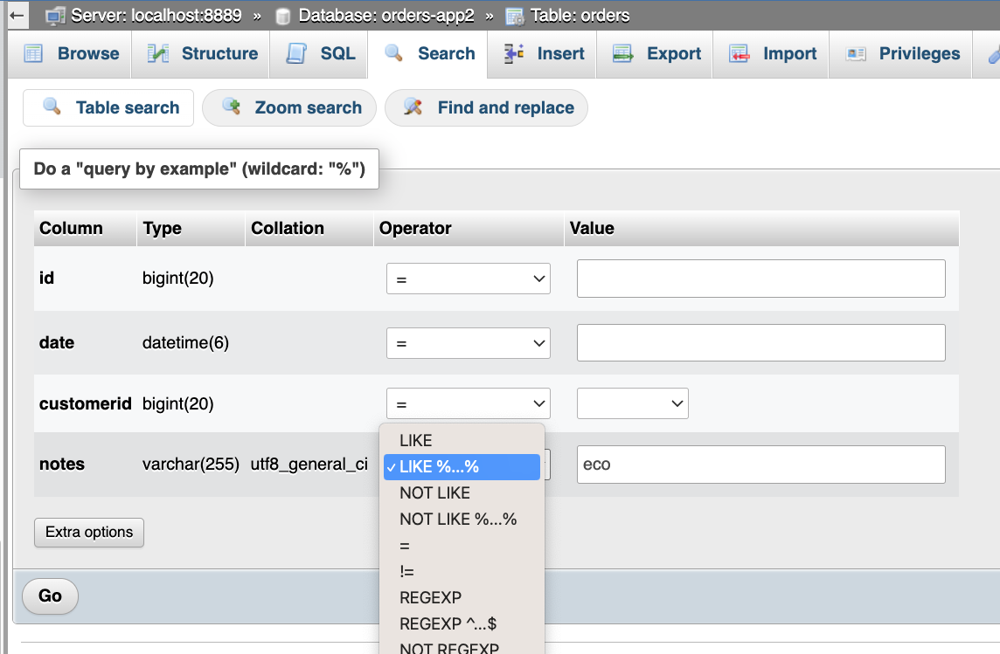 Server: localhost:8889 » Database: orders-app2 » Table: orders
Browse Structure SQL Search Insert Export Import Privileges
Table search Zoom search Find and replace
Do a "query by example" (wildcard: "%")
Column Type Collation Operator Value
id bigint(20) =
date datetime(6) =
customerid bigint(20) =
notes varchar(255) utf8_general_ci eco
LIKE
LIKE %...%
NOT LIKE
NOT LIKE %...%
=
!=
REGEXP
REGEXP ^...$
NOT REGEXP
Extra options
Go